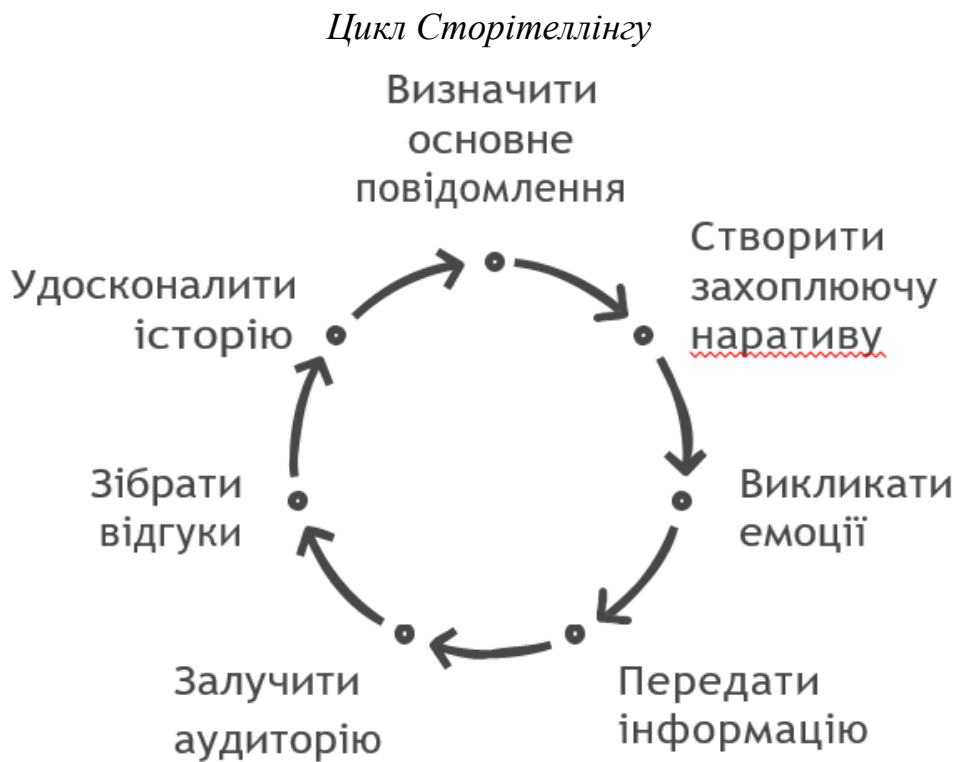 Цикл Сторітеллінгу
Визначити
основне
повідомлення
Створити
захоплюючу
наративу
Викликати
емоції
Передати
інформацію
Залучити
аудиторію
Зібрати
відгуки
Удосконалити
історію